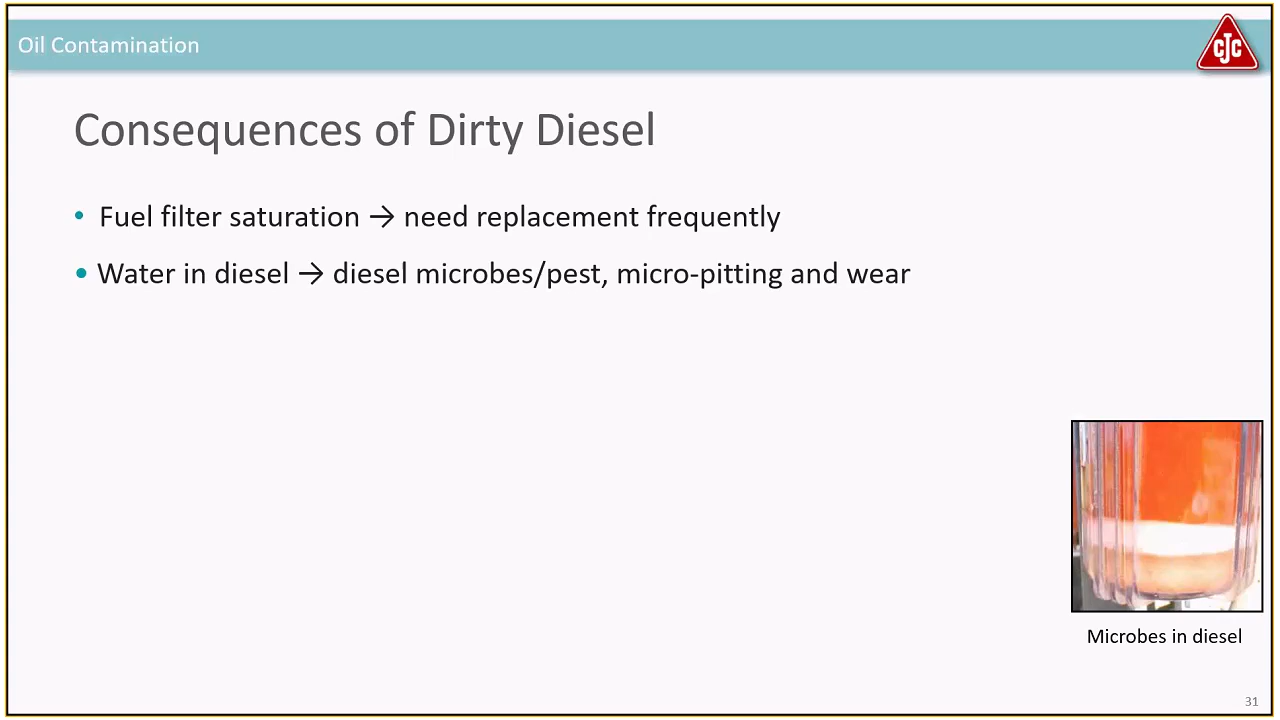 Oil Contamination
CJC
Consequences of Dirty Diesel
• Fuel filter saturation → need replacement frequently
• Water in diesel → diesel microbes/pest, micro-pitting and wear
Microbes in diesel
31